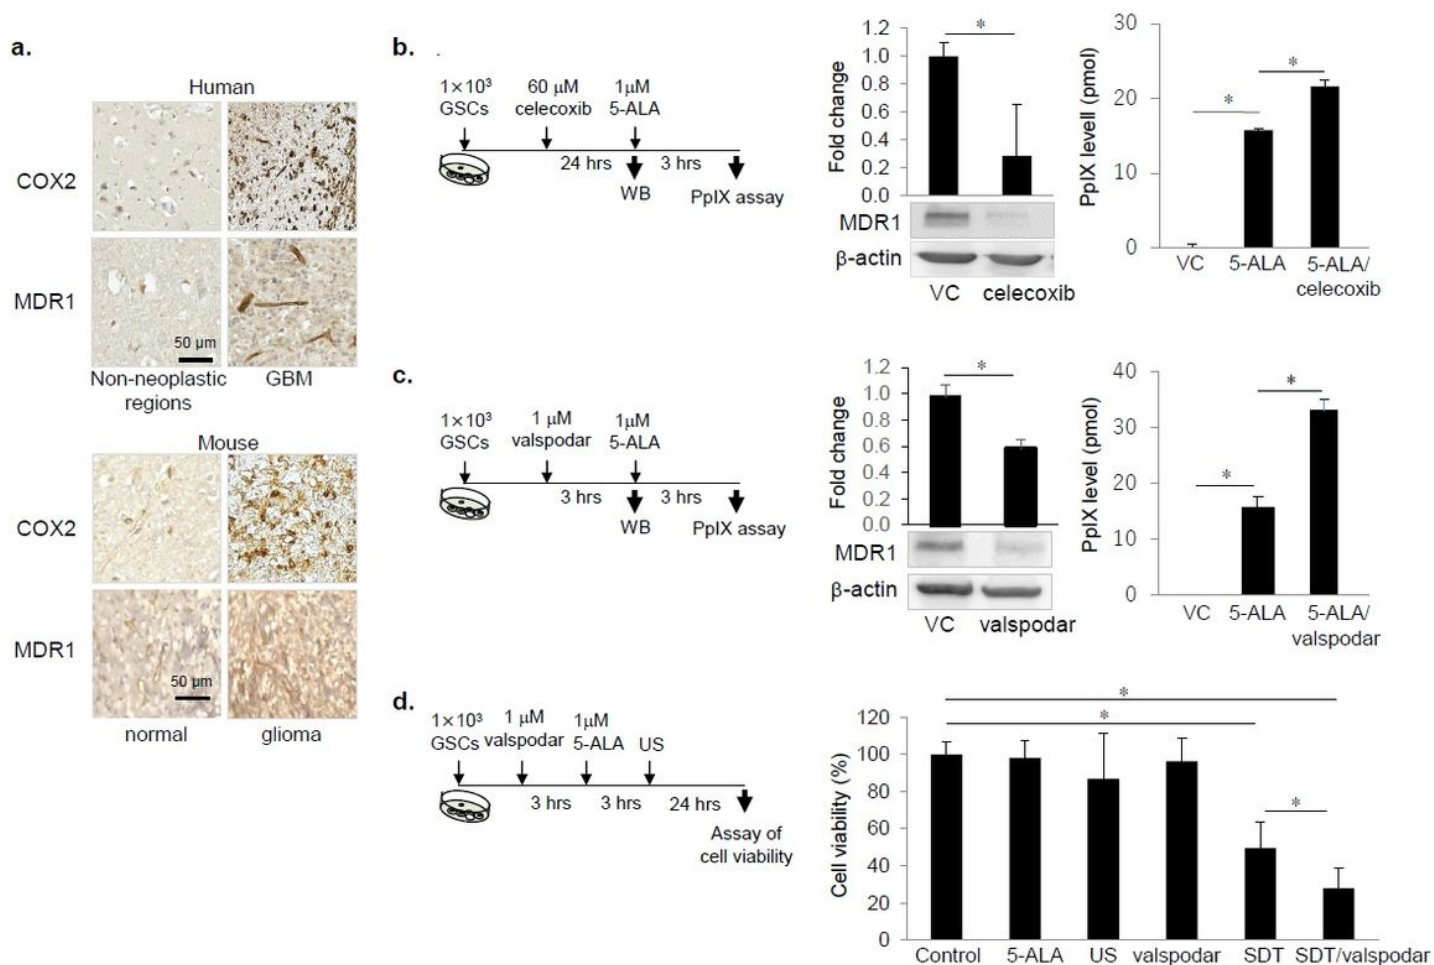 a.
Human
COX2
MDR1
50 µm
Non-neoplastic regions
GBM
Mouse
COX2
MDR1
50 µm
normal
glioma
b.
1×10³ GSCs
60 µM celecoxib
1µM 5-ALA
24 hrs
3 hrs
WB
PpIX assay
Fold change
1.2
1.0
0.8
0.6
0.4
0.2
0.0
*
MDR1
β-actin
VC
celecoxib
PpIX levell (pmol)
30
20
10
0
*
*
VC
5-ALA
5-ALA/ celecoxib
c.
1×10³ GSCs
1 µM valspodar
1µM 5-ALA
3 hrs
3 hrs
WB
PpIX assay
Fold change
1.2
1.0
0.8
0.6
0.4
0.2
0.0
*
MDR1
β-actin
VC
valspodar
PpIX level (pmol)
40
30
20
10
0
*
*
VC
5-ALA
5-ALA/ valspodar
d.
1×10³ GSCs
1 µM valspodar
1µM 5-ALA
US
3 hrs
3 hrs
24 hrs
Assay of cell viability
Cell viability (%)
120
100
80
60
40
20
0
*
*
*
Control
5-ALA
US
valspodar
SDT
SDT/valspodar